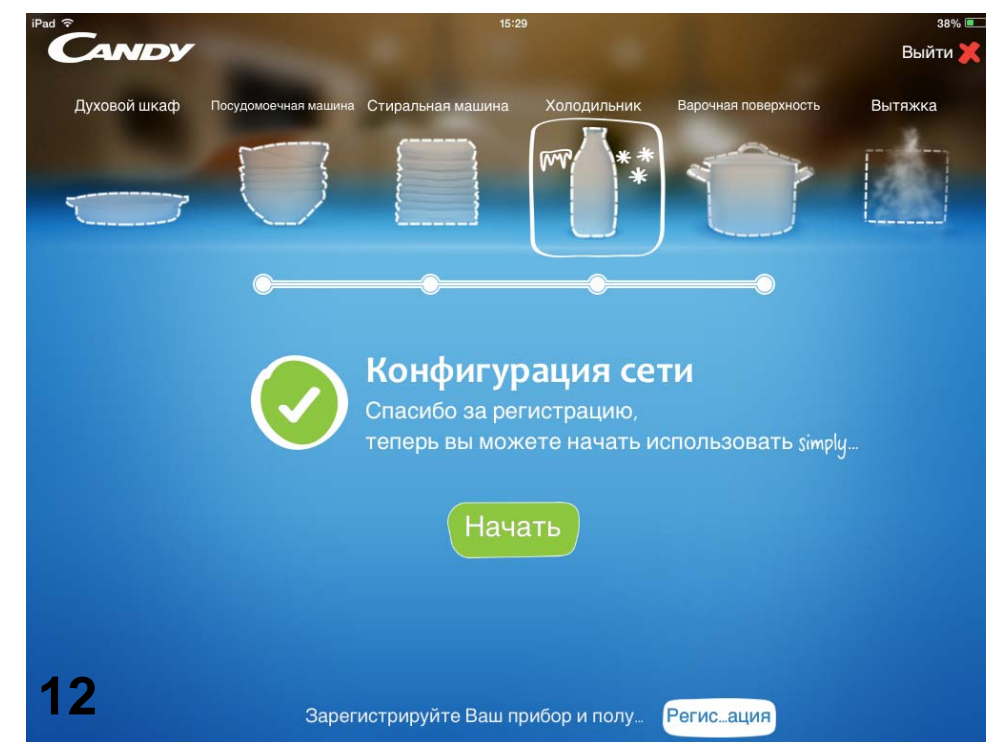 iPad 15:29 38%
CANDY Выйти
Духовой шкаф Посудомоечная машина Стиральная машина Холодильник Варочная поверхность Вытяжка
Конфигурация сети
Спасибо за регистрацию,
теперь вы можете начать использовать simply...
Начать
12
Зарегистрируйте Ваш прибор и полу... Регис...ация